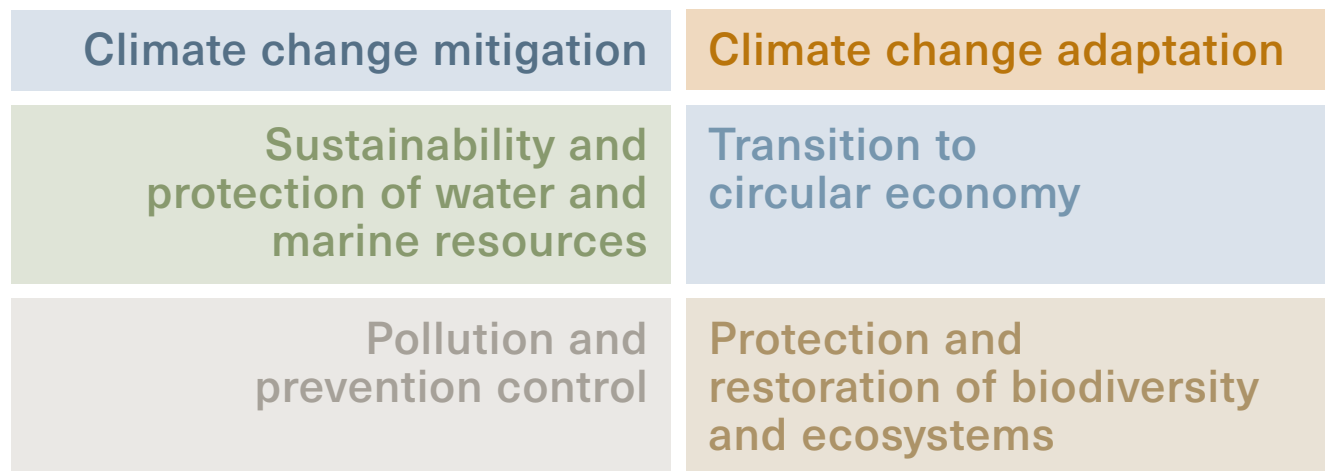 Climate change mitigation
Climate change adaptation
Sustainability and
protection of water and
marine resources
Transition to
circular economy
Pollution and
prevention control
Protection and
restoration of biodiversity
and ecosystems